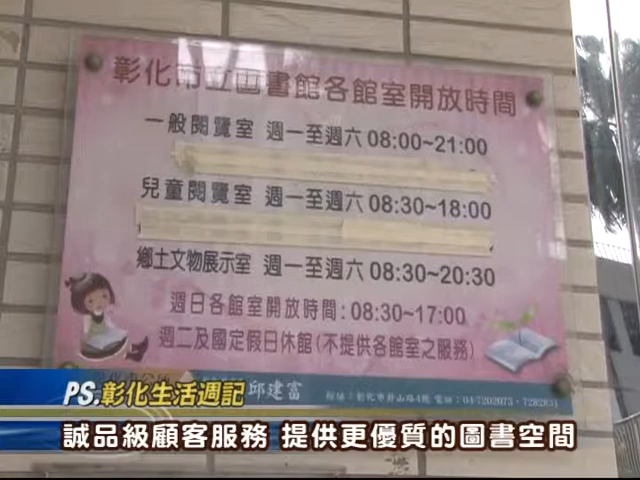 彰化市立圖書館各館室開放時間
一般閱覽室 週一至週六 08:00~21:00
兒童閱覽室 週一至週六 08:30~18:00
鄉土文物展示室 週一至週六 08:30~20:30
週日各館室開放時間：08:30~17:00
週二及國定假日休館（不提供各館室之服務）
邱建富
PS.彰化生活週記
誠品級顧客服務 提供更優質的圖書空間